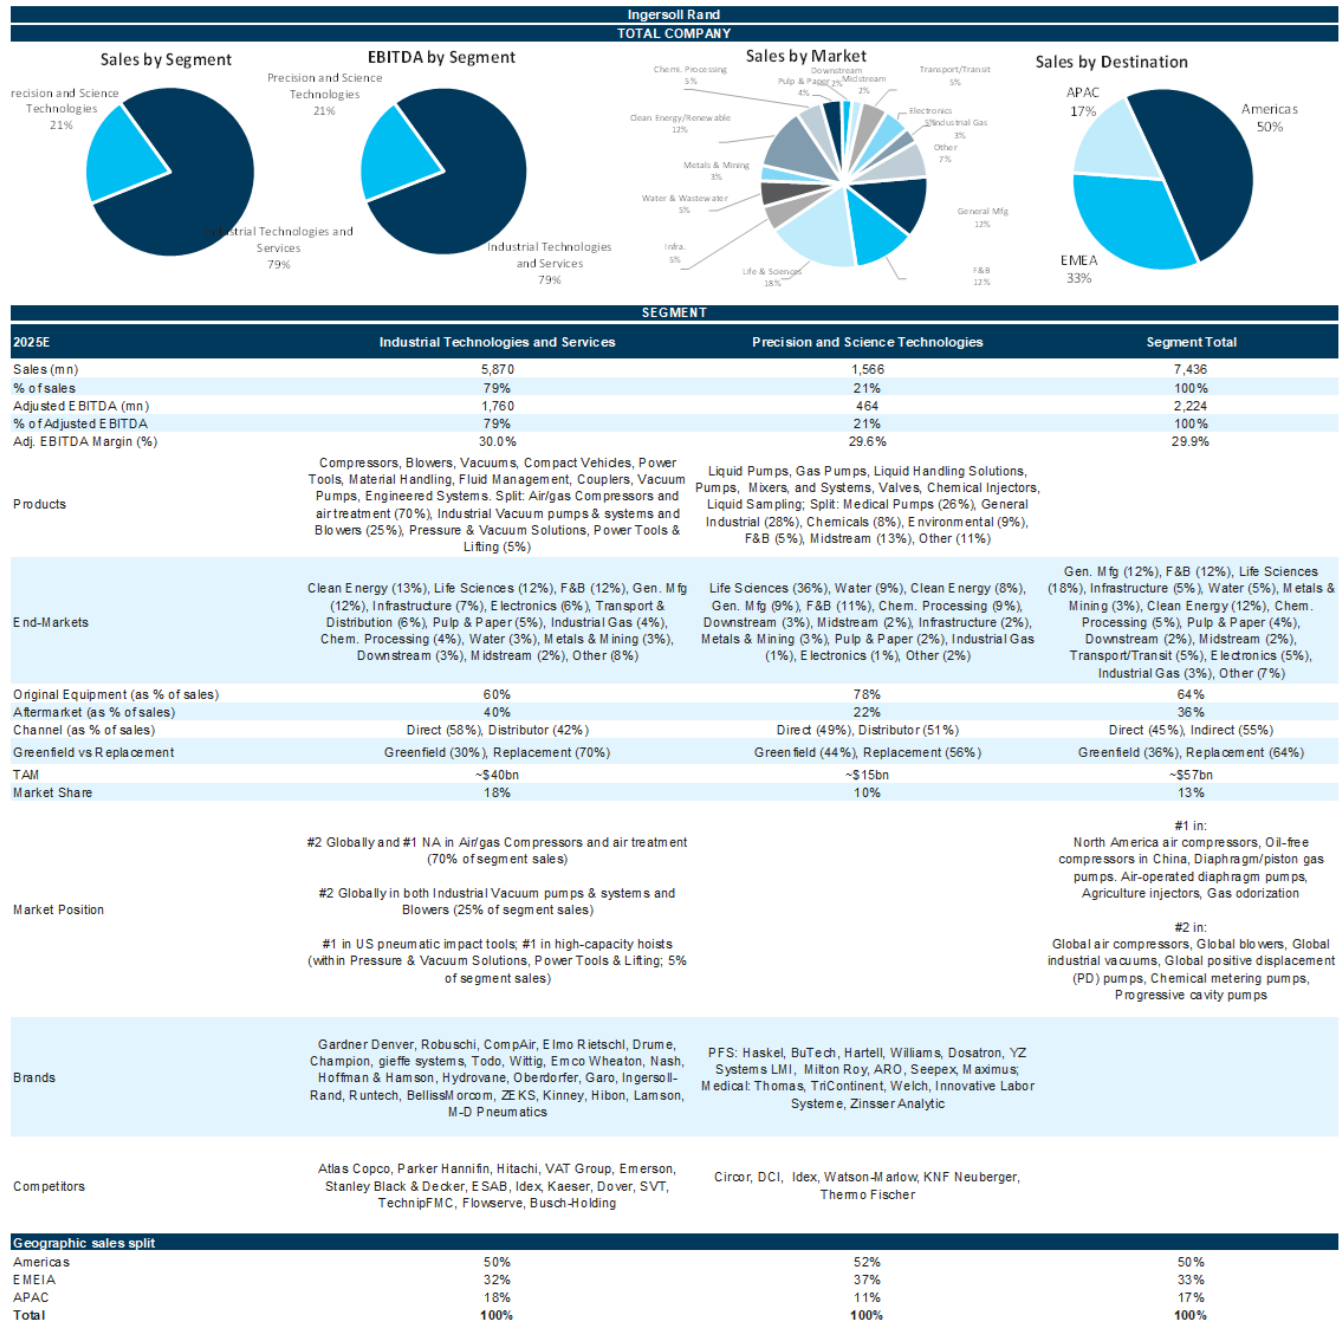 Ingersoll Rand
TOTAL COMPANY
Sales by Segment
recision and Science
Technologies
21%
Industrial Technologies and
Services
79%
EBITDA by Segment
Precision and Science
Technologies
21%
Industrial Technologies
and Services
79%
Sales by Market
Chemi. Processing
5%
Pulp & Paper
4%
Downstream
2%
Midstream
2%
Transport/Transit
5%
Electronics
5%
Industrial Gas
3%
Other
7%
General Mfg
12%
F&B
12%
Life & Sciences
18%
Infra.
5%
Water & Wastewater
5%
Metals & Mining
3%
Clean Energy/Renewable
12%
Sales by Destination
APAC
17%
Americas
50%
EMEA
33%
SEGMENT
2025E Industrial Technologies and Services Precision and Science Technologies Segment Total
Sales (mn) 5,870 1,566 7,436
% of sales 79% 21% 100%
Adjusted EBITDA (mn) 1,760 464 2,224
% of Adjusted EBITDA 79% 21% 100%
Adj. EBITDA Margin (%) 30.0% 29.6% 29.9%
Products
Compressors, Blowers, Vacuums, Compact Vehicles, Power
Tools, Material Handling, Fluid Management, Couplers, Vacuum
Pumps, Engineered Systems. Split: Air/gas Compressors and
air treatment (70%), Industrial Vacuum pumps & systems and
Blowers (25%), Pressure & Vacuum Solutions, Power Tools &
Lifting (5%)
Liquid Pumps, Gas Pumps, Liquid Handling Solutions,
Pumps, Mixers, and Systems, Valves, Chemical Injectors,
Liquid Sampling; Split: Medical Pumps (26%), General
Industrial (28%), Chemicals (8%), Environmental (9%),
F&B (5%), Midstream (13%), Other (11%)
End-Markets
Clean Energy (13%), Life Sciences (12%), F&B (12%), Gen. Mfg
(12%), Infrastructure (7%), Electronics (6%), Transport &
Distribution (6%), Pulp & Paper (5%), Industrial Gas (4%),
Chem. Processing (4%), Water (3%), Metals & Mining (3%),
Downstream (3%), Midstream (2%), Other (8%)
Life Sciences (36%), Water (9%), Clean Energy (8%),
Gen. Mfg (9%), F&B (11%), Chem. Processing (9%),
Downstream (3%), Midstream (2%), Infrastructure (2%),
Metals & Mining (3%), Pulp & Paper (2%), Industrial Gas
(1%), Electronics (1%), Other (2%)
Gen. Mfg (12%), F&B (12%), Life Sciences
(18%), Infrastructure (5%), Water (5%), Metals &
Mining (3%), Clean Energy (12%), Chem.
Processing (5%), Pulp & Paper (4%),
Downstream (2%), Midstream (2%),
Transport/Transit (5%), Electronics (5%),
Industrial Gas (3%), Other (7%)
Original Equipment (as % of sales) 60% 78% 64%
Aftermarket (as % of sales) 40% 22% 36%
Channel (as % of sales) Direct (58%), Distributor (42%) Direct (49%), Distributor (51%) Direct (45%), Indirect (55%)
Greenfield vs Replacement Greenfield (30%), Replacement (70%) Greenfield (44%), Replacement (56%) Greenfield (36%), Replacement (64%)
TAM ~$40bn ~$15bn ~$57bn
Market Share 18% 10% 13%
Market Position
#2 Globally and #1 NA in Air/gas Compressors and air treatment
(70% of segment sales)
#2 Globally in both Industrial Vacuum pumps & systems and
Blowers (25% of segment sales)
#1 in US pneumatic impact tools; #1 in high-capacity hoists
(within Pressure & Vacuum Solutions, Power Tools & Lifting; 5%
of segment sales)
#1 in:
North America air compressors, Oil-free
compressors in China, Diaphragm/piston gas
pumps. Air-operated diaphragm pumps,
Agriculture injectors, Gas odorization
#2 in:
Global air compressors, Global blowers, Global
industrial vacuums, Global positive displacement
(PD) pumps, Chemical metering pumps,
Progressive cavity pumps
Brands
Gardner Denver, Robuschi, CompAir, Elmo Rietschl, Drume,
Champion, gieffe systems, Todo, Wittig, Emco Wheaton, Nash,
Hoffman & Hamson, Hydrovane, Oberdorfer, Garo, Ingersoll-
Rand, Runtech, BellissMorcom, ZEKS, Kinney, Hibon, Lamson,
M-D Pneumatics
PFS: Haskel, BuTech, Hartell, Williams, Dosatron, YZ
Systems LMI, Milton Roy, ARO, Seepex, Maximus;
Medical: Thomas, TriContinent, Welch, Innovative Labor
Systeme, Zinsser Analytic
Competitors
Atlas Copco, Parker Hannifin, Hitachi, VAT Group, Emerson,
Stanley Black & Decker, ESAB, Idex, Kaeser, Dover, SVT,
TechnipFMC, Flowserve, Busch-Holding
Circor, DCI, Idex, Watson-Marlow, KNF Neuberger,
Thermo Fischer
Geographic sales split
Americas 50% 52% 50%
EMEIA 32% 37% 33%
APAC 18% 11% 17%
Total 100% 100% 100%